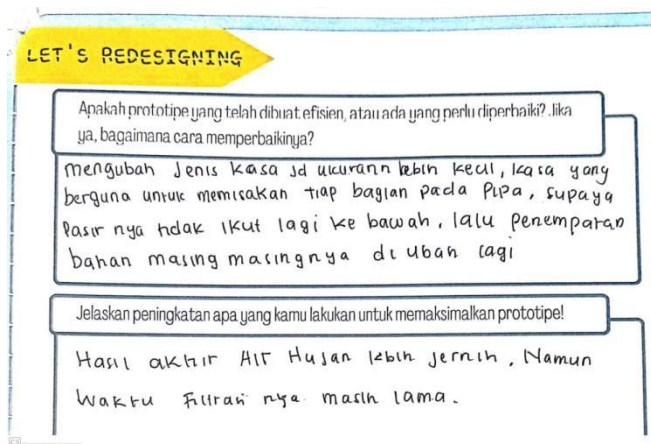 LET'S REDESIGNING
Apakah prototipe yang telah dibuat efisien, atau ada yang perlu diperbaiki? Jika
ya, bagaimana cara memperbaikinya?
mengubah Jenis kasa jd ukurann lebih kecil, kasa yang
berguna untuk memisakan tiap bagian pada pipa, supaya
Pasir nya tidak ikut lagi ke bawah, lalu penempatan
bahan masing masingnya di ubah lagi
Jelaskan peningkatan apa yang kamu lakukan untuk memaksimalkan prototipe!
Hasil akhir Air Hujan lebih jernih, Namun
Waktu Filtrasi nya masih lama.
CS